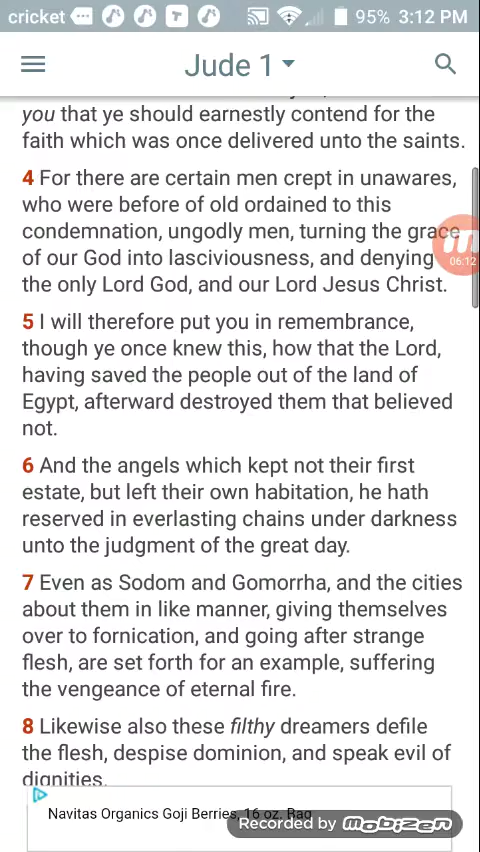 cricket 95% 3:12 PM
Jude 1
you that ye should earnestly contend for the
faith which was once delivered unto the saints.
4 For there are certain men crept in unawares,
who were before of old ordained to this
condemnation, ungodly men, turning the grace
of our God into lasciviousness, and denying
06:12
the only Lord God, and our Lord Jesus Christ.
5 I will therefore put you in remembrance,
though ye once knew this, how that the Lord,
having saved the people out of the land of
Egypt, afterward destroyed them that believed
not.
6 And the angels which kept not their first
estate, but left their own habitation, he hath
reserved in everlasting chains under darkness
unto the judgment of the great day.
7 Even as Sodom and Gomorrha, and the cities
about them in like manner, giving themselves
over to fornication, and going after strange
flesh, are set forth for an example, suffering
the vengeance of eternal fire.
8 Likewise also these filthy dreamers defile
the flesh, despise dominion, and speak evil of
dignities.
Navitas Organics Goji Berries, 16 oz. Bag
Recorded by Mobizen